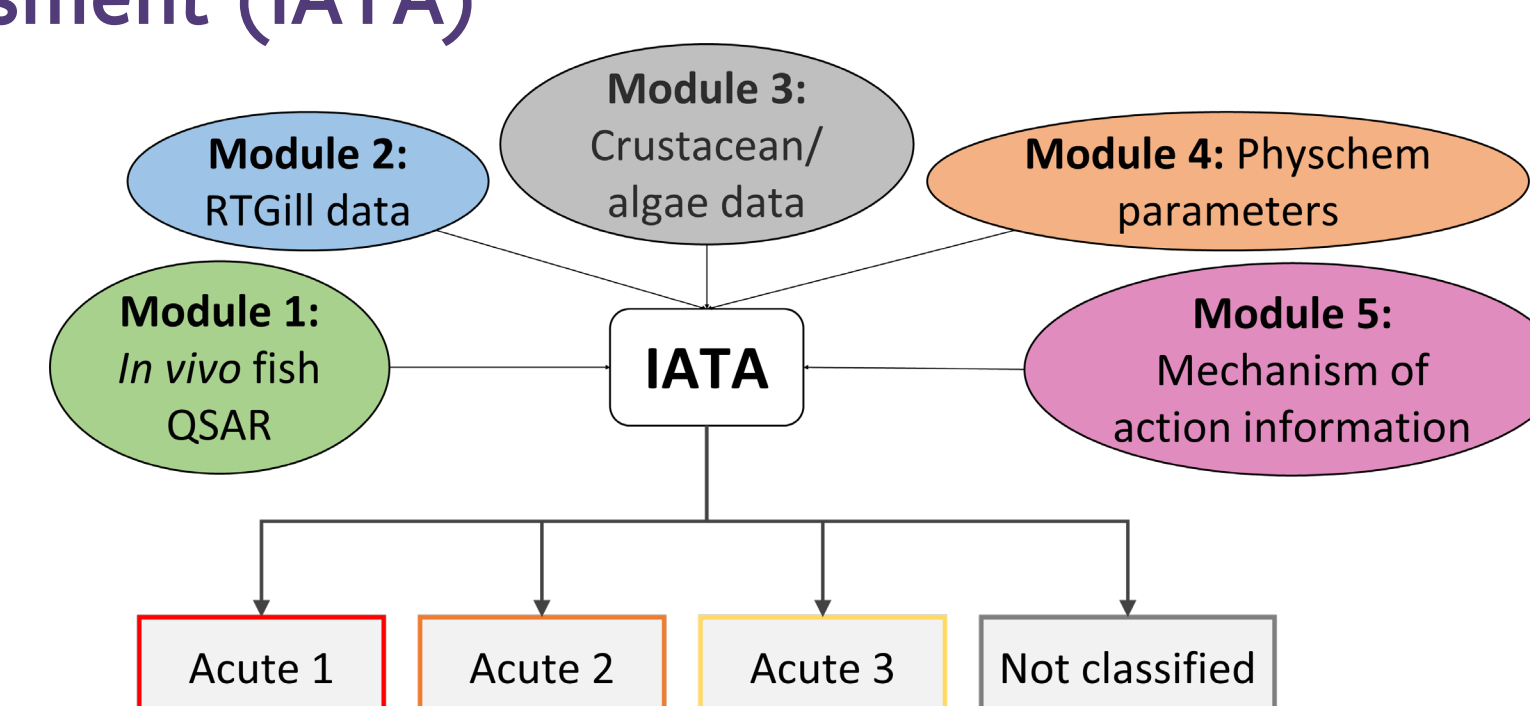 (IATA)
Module 3:
Crustacean/
algae data
Module 2:
RTGill data
Module 4: Physchem
parameters
Module 1:
In vivo fish
QSAR
IATA
Module 5:
Mechanism of
action information
Acute 1
Acute 2
Acute 3
Not classified